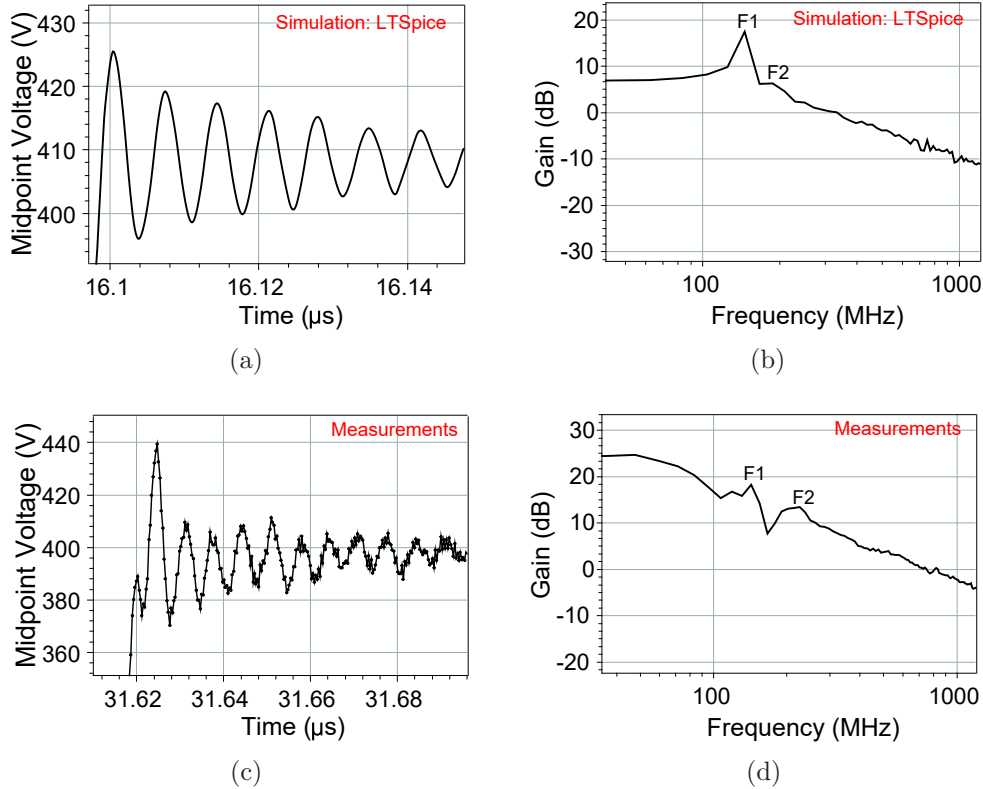 Simulation: LTSpice
Midpoint Voltage (V)
430
420
410
400
16.1
16.12
16.14
Time (µs)
(a)
Simulation: LTSpice
Gain (dB)
20
10
0
-10
-20
-30
F1
F2
100
1000
Frequency (MHz)
(b)
Measurements
Midpoint Voltage (V)
440
420
400
380
360
31.62
31.64
31.66
31.68
Time (µs)
(c)
Measurements
Gain (dB)
30
20
10
0
-10
-20
F1
F2
100
1000
Frequency (MHz)
(d)